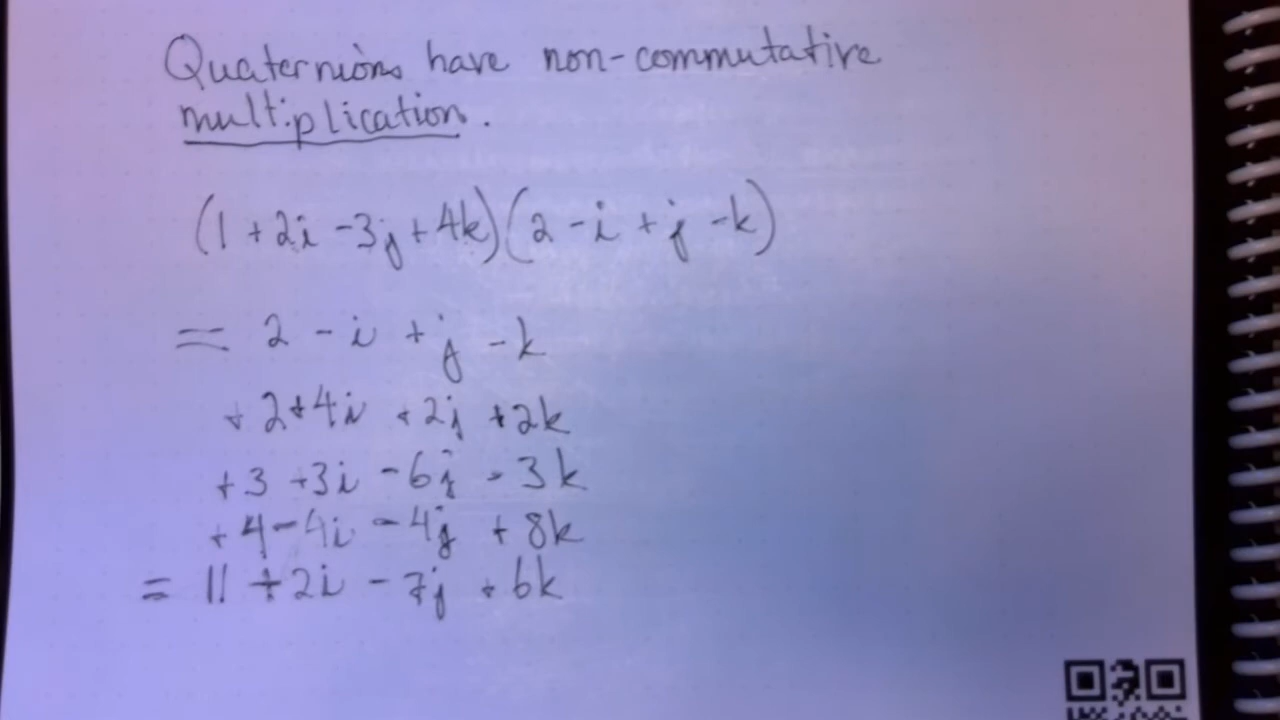 Quaternions have non-commutative
multiplication.
(1 + 2i - 3j + 4k)(2 - i + j - k)
= 2 - i + j - k
+ 2 + 4i + 2j + 2k
+ 3 + 3i - 6j - 3k
+ 4 - 4i - 4j + 8k
= 11 + 2i - 7j + 6k